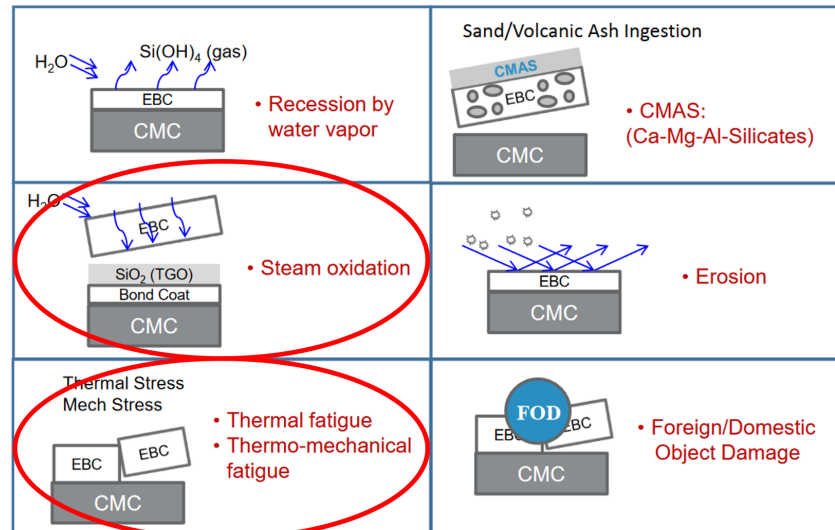 H₂O
Si(OH)₄ (gas)
EBC
CMC
• Recession by
water vapor
Sand/Volcanic Ash Ingestion
CMAS
EBC
CMC
• CMAS:
(Ca-Mg-Al-Silicates)
H₂O
EBC
SiO₂ (TGO)
Bond Coat
CMC
• Steam oxidation
EBC
CMC
• Erosion
Thermal Stress
Mech Stress
EBC
EBC
CMC
• Thermal fatigue
• Thermo-mechanical
fatigue
FOD
EBC
EBC
CMC
• Foreign/Domestic
Object Damage